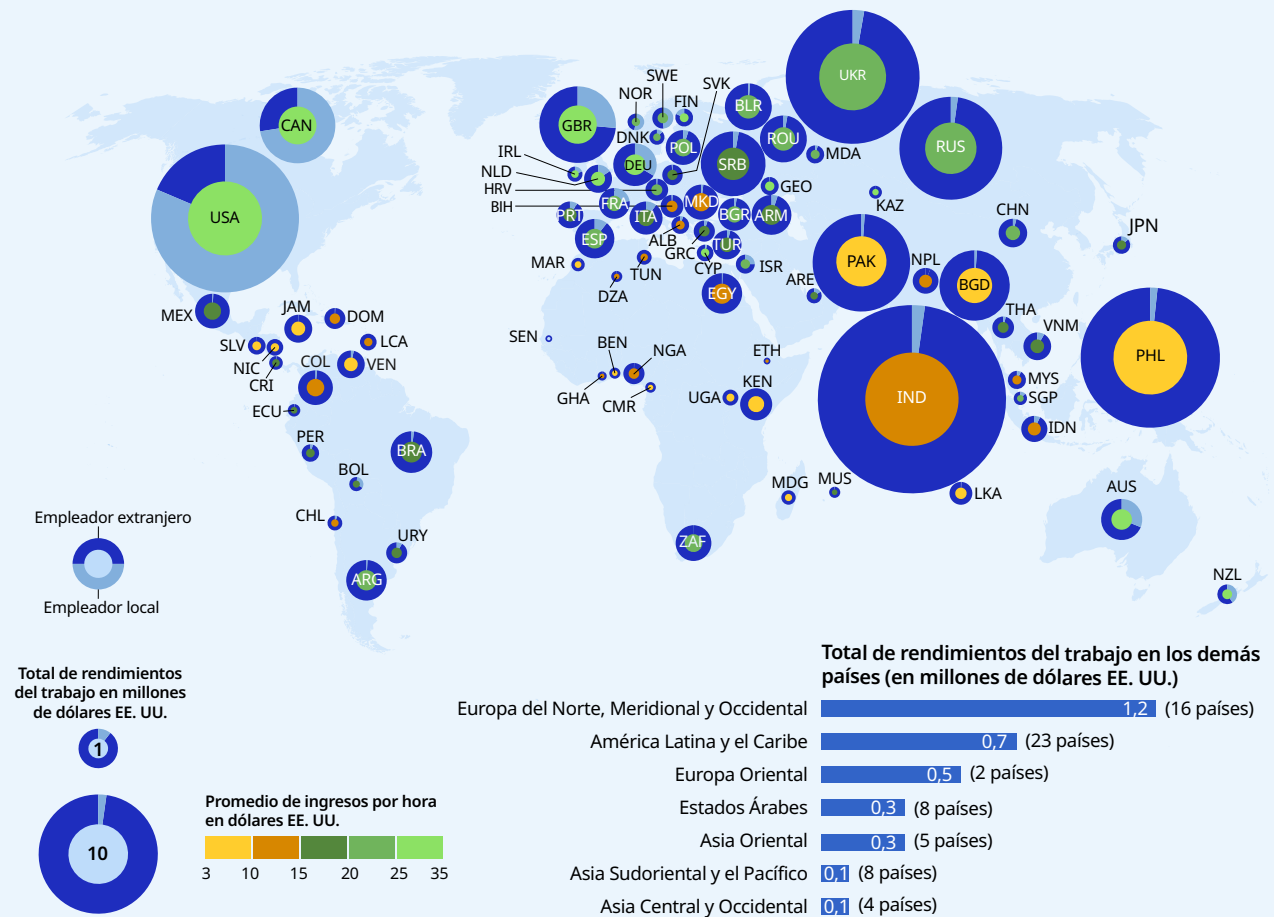 UKR
SWE
SVK
NOR
FIN
BLR
CAN
GBR
DNK
POL
ROU
RUS
MDA
IRL
NLD
DEU
SRB
HRV
GEO
BIH
PRT
FRA
ITA
MKD
BGR
ARM
KAZ
USA
CHN
JPN
ESP
ALB
GRC
TUR
MAR
TUN
CYP
ISR
PAK
NPL
BGD
DZA
EGY
ARE
MEX
JAM
DOM
THA
VNM
SLV
NIC
CRI
COL
LCA
VEN
SEN
BEN
NGA
ETH
PHL
GHA
CMR
UGA
KEN
IND
MYS
SGP
IDN
ECU
PER
BRA
BOL
MDG
MUS
LKA
AUS
CHL
URY
ZAF
ARG
NZL
Empleador extranjero
Empleador local
Total de rendimientos
del trabajo en millones
de dólares EE. UU.
1
10
Promedio de ingresos por hora
en dólares EE. UU.
3 10 15 20 25 35
Total de rendimientos del trabajo en los demás
países (en millones de dólares EE. UU.)
Europa del Norte, Meridional y Occidental 1,2 (16 países)
América Latina y el Caribe 0,7 (23 países)
Europa Oriental 0,5 (2 países)
Estados Árabes 0,3 (8 países)
Asia Oriental 0,3 (5 países)
Asia Sudoriental y el Pacífico 0,1 (8 países)
Asia Central y Occidental 0,1 (4 países)